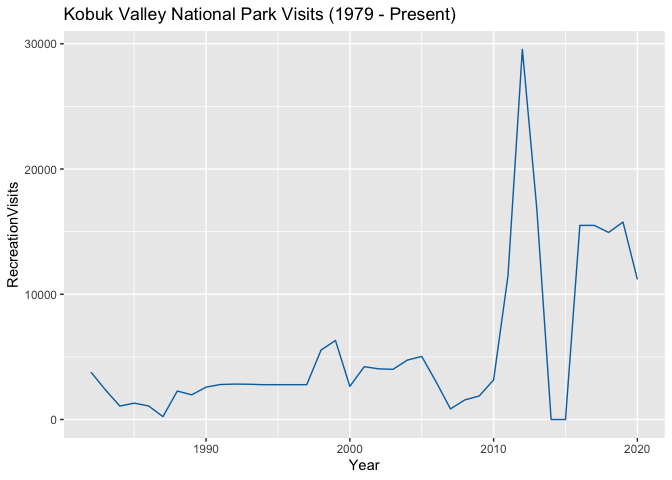 Kobuk Valley National Park Visits (1979 - Present)
30000
20000
10000
0
RecreationVisits
1990
2000
2010
2020
Year